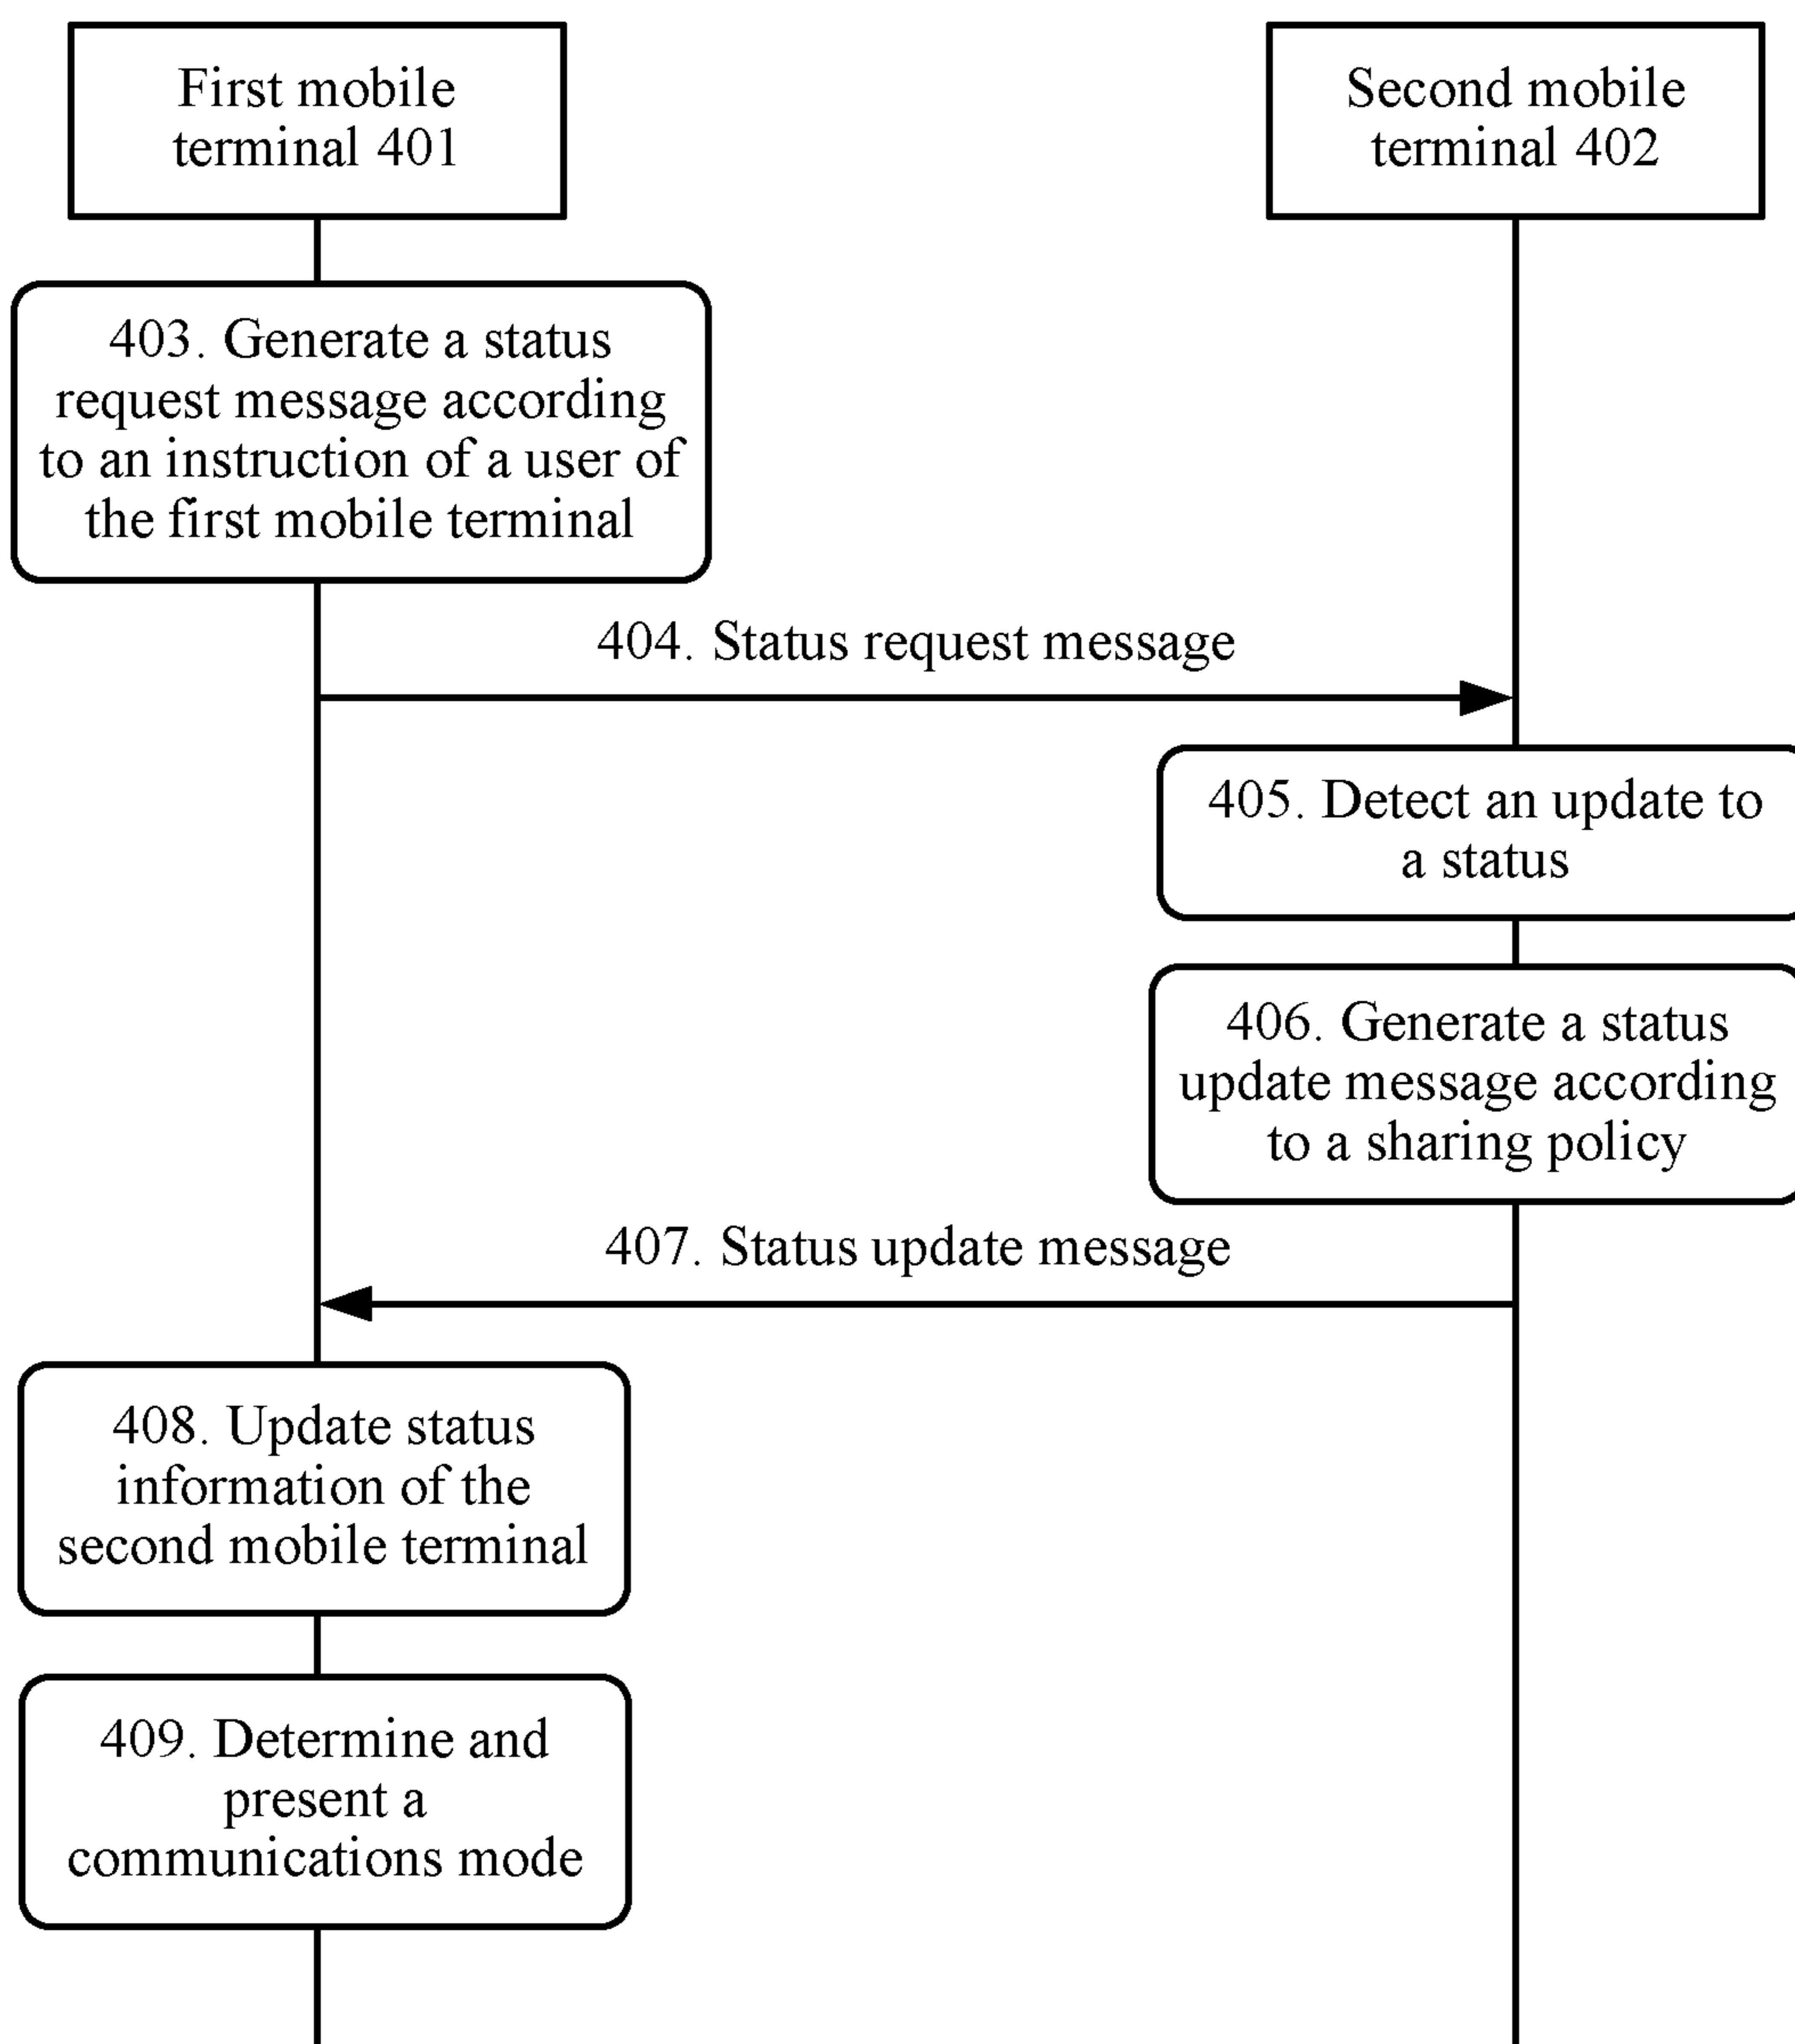 First mobile
terminal 401
Second mobile
terminal 402
403. Generate a status
request message according
to an instruction of a user of
the first mobile terminal
404. Status request message
405. Detect an update to
a status
406. Generate a status
update message according
to a sharing policy
407. Status update message
408. Update status
information of the
second mobile terminal
409. Determine and
present a
communications mode